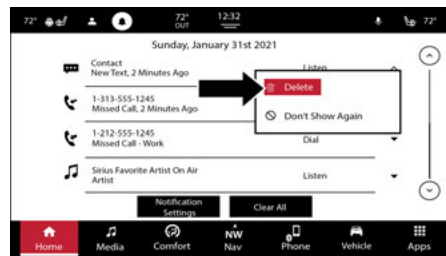 72° 72° OUT 12:32 72°
Sunday, January 31st 2021
Contact
New Text, 2 Minutes Ago
Listen
Delete
Don't Show Again
1-313-555-1245
Missed Call, 2 Minutes Ago
1-212-555-1245
Missed Call - Work
Dial
Sirius Favorite Artist On Air
Artist
Listen
Notification Settings
Clear All
Home Media Comfort NW Nav Phone Vehicle Apps